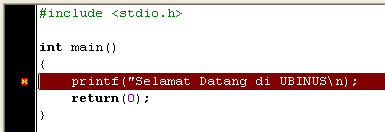 #include <stdio.h>
int main()
{
printf("Selamat Datang di UBINUS\n);
return(0);
}